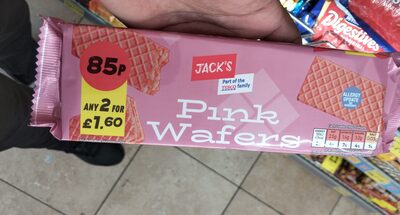 85P
ANY 2 FOR
£1.60
JACK'S
Part of the
TESCO family
Pink
Wafers
ALLERGY
UPDATE
Digestives